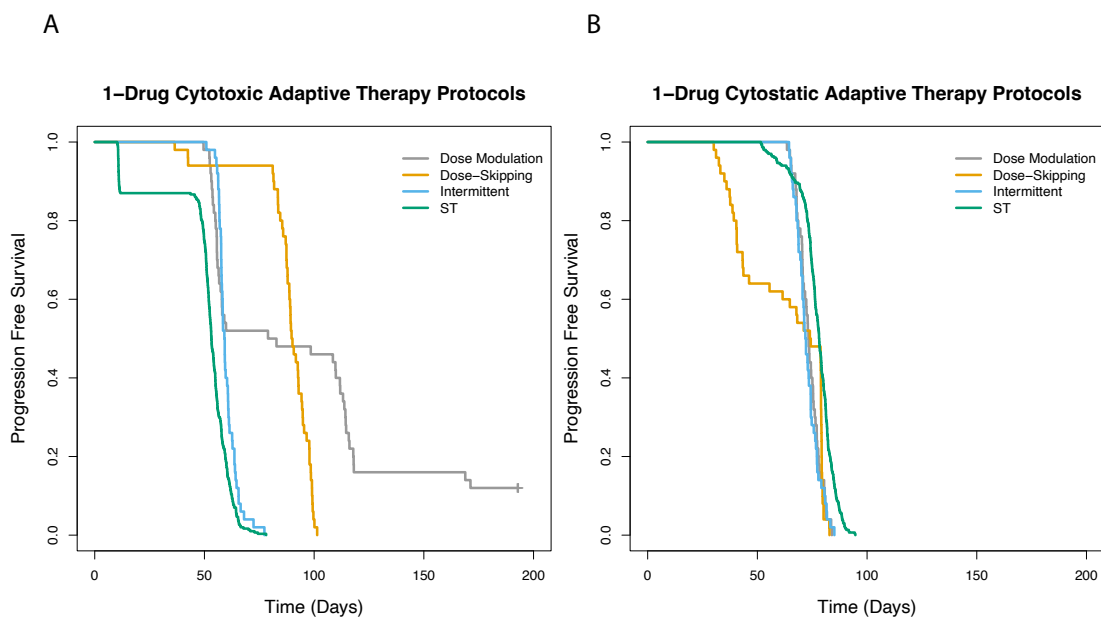 A
B
1−Drug Cytotoxic Adaptive Therapy Protocols
1−Drug Cytostatic Adaptive Therapy Protocols
Progression Free Survival
0.0
0.2
0.4
0.6
0.8
1.0
Dose Modulation
Dose−Skipping
Intermittent
ST
0
50
100
150
200
Time (Days)
Progression Free Survival
0.0
0.2
0.4
0.6
0.8
1.0
Dose Modulation
Dose−Skipping
Intermittent
ST
0
50
100
150
200
Time (Days)